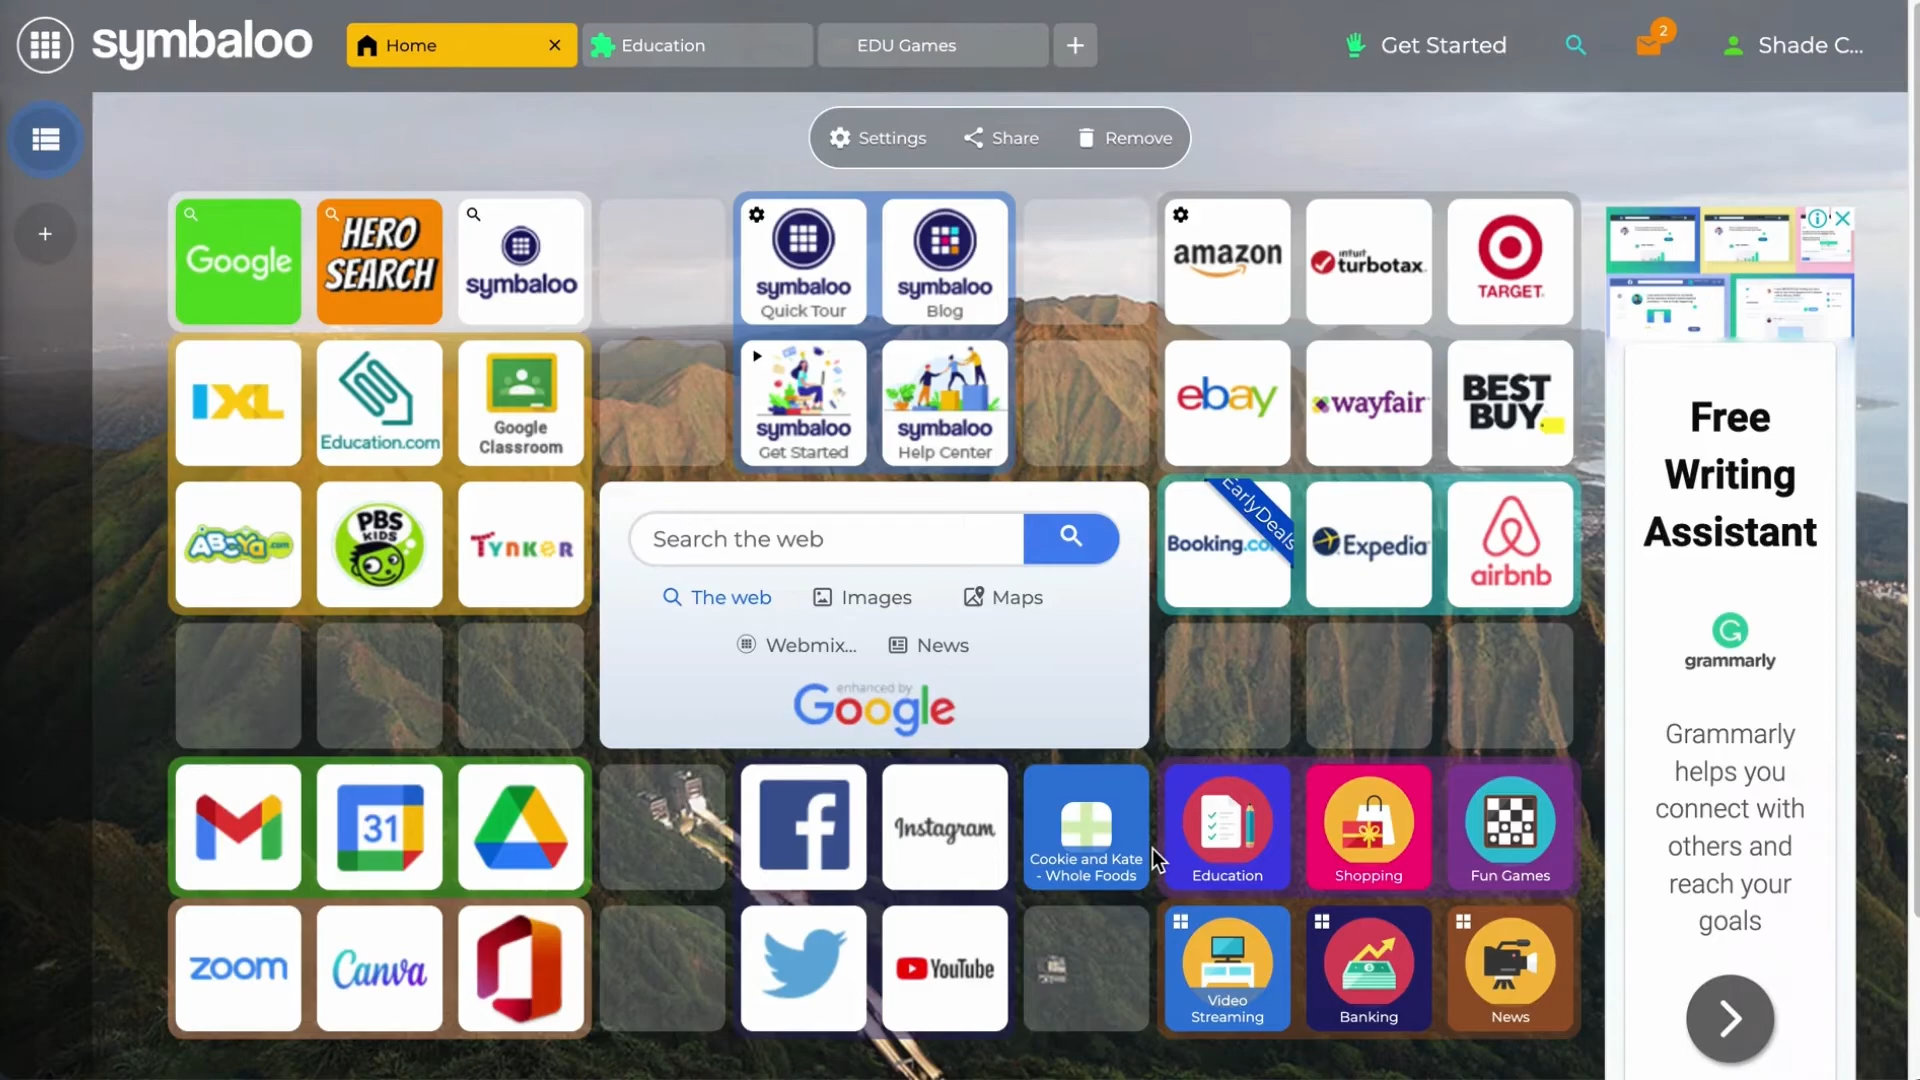 symbaloo
Home
Education
EDU Games
Get Started
2
Shade C...
Settings
Share
Remove
Google
HERO
SEARCH
symbaloo
symbaloo
Quick Tour
symbaloo
Blog
amazon
intuit
turbotax
TARGET
IXL
Education.com
Google
Classroom
symbaloo
Get Started
symbaloo
Help Center
ebay
wayfair
BEST
BUY
ABCya.com
PBS
KIDS
TYNKER
Search the web
The web
Images
Maps
Webmix...
News
enhanced by
Google
EarlyDeals
Booking.co
Expedia
airbnb
31
Instagram
Cookie and Kate
- Whole Foods
Education
Shopping
Fun Games
zoom
Canva
YouTube
Video
Streaming
Banking
News
Free
Writing
Assistant
grammarly
Grammarly
helps you
connect with
others and
reach your
goals